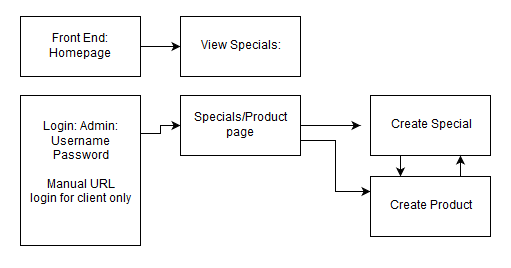 Front End:
Homepage
View Specials:
Login: Admin:
Username
Password
Manual URL
login for client only
Specials/Product
page
Create Special
Create Product